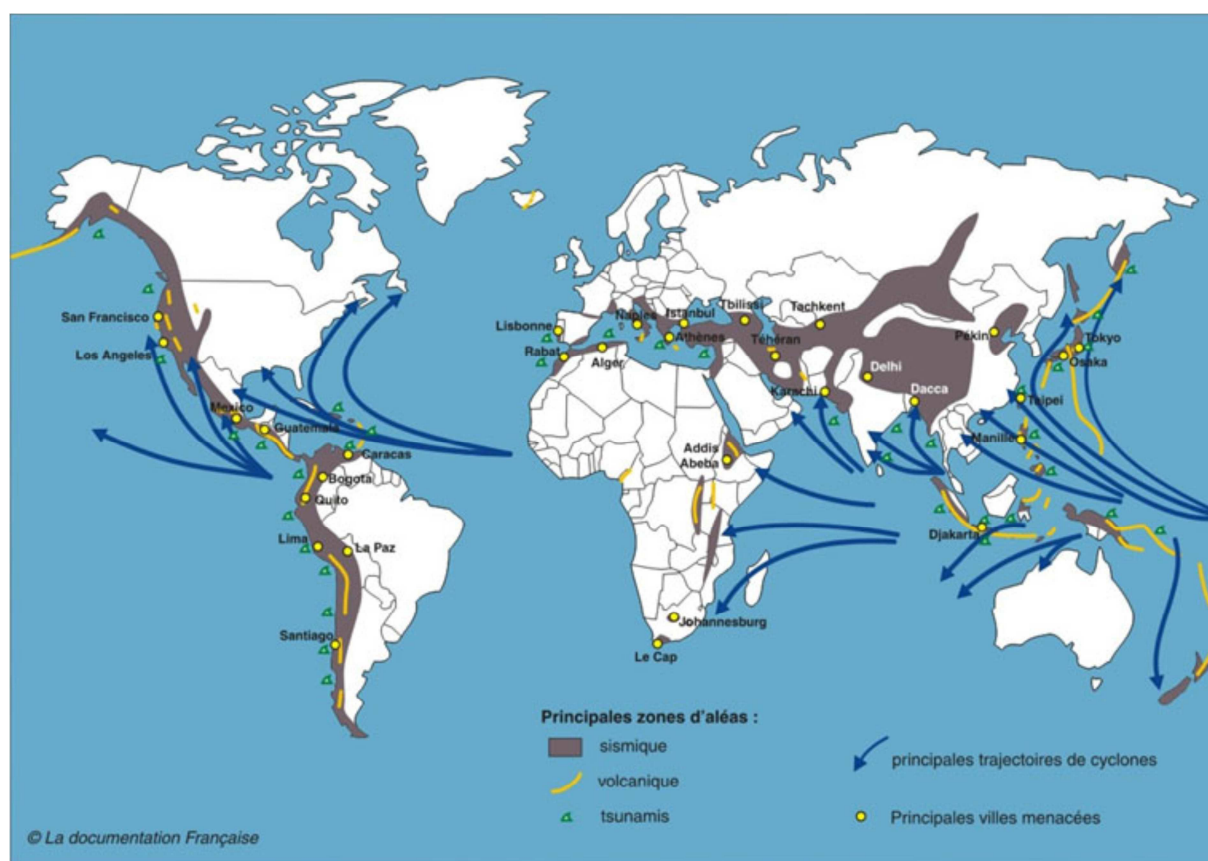 San Francisco
Los Angeles
Mexico
Guatemala
Caracas
Bogota
Quito
Lima
La Paz
Santiago
Lisbonne
Rabat
Alger
Naples
Istanbul
Athènes
Tbilissi
Téhéran
Tachkent
Karachi
Delhi
Dacca
Pékin
Tokyo
Osaka
Taipei
Manille
Addis
Abeba
Djakarta
Johannesburg
Le Cap
Principales zones d'aléas :
sismique
volcanique
tsunamis
principales trajectoires de cyclones
Principales villes menacées
© La documentation Française